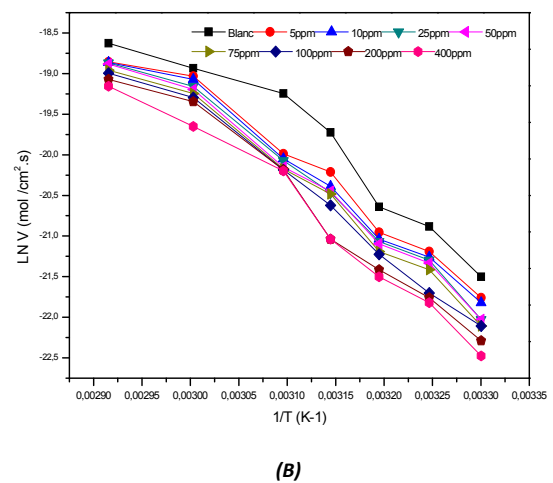 Blanc 5ppm 10ppm 25ppm 50ppm
75ppm 100ppm 200ppm 400ppm
-18,5
-19,0
-19,5
-20,0
-20,5
-21,0
-21,5
-22,0
-22,5
LN V (mol /cm².s)
0,00290 0,00295 0,00300 0,00305 0,00310 0,00315 0,00320 0,00325 0,00330 0,00335
1/T (K-1)
(B)